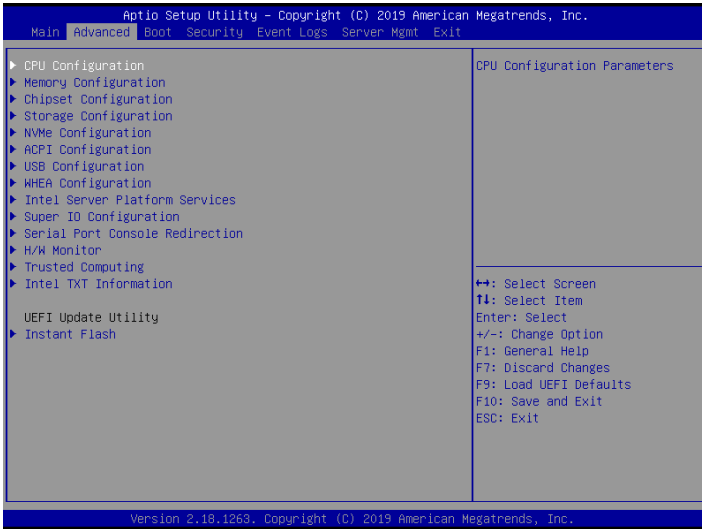 Aptio Setup Utility – Copyright (C) 2019 American Megatrends, Inc.
Main Advanced Boot Security Event Logs Server Mgmt Exit
CPU Configuration
Memory Configuration
Chipset Configuration
Storage Configuration
NVMe Configuration
ACPI Configuration
USB Configuration
WHEA Configuration
Intel Server Platform Services
Super IO Configuration
Serial Port Console Redirection
H/W Monitor
Trusted Computing
Intel TXT Information
UEFI Update Utility
Instant Flash
CPU Configuration Parameters
↔: Select Screen
↑↓: Select Item
Enter: Select
+/-: Change Option
F1: General Help
F7: Discard Changes
F9: Load UEFI Defaults
F10: Save and Exit
ESC: Exit
Version 2.18.1263. Copyright (C) 2019 American Megatrends, Inc.